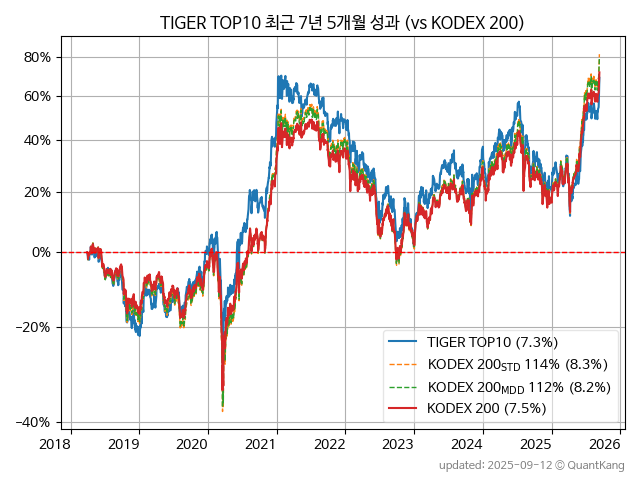 TIGER TOP10 최근 7년 5개월 성과 (vs KODEX 200)
80%
60%
40%
20%
0%
−20%
−40%
TIGER TOP10 (7.3%)
KODEX 200STD 114% (8.3%)
KODEX 200MDD 112% (8.2%)
KODEX 200 (7.5%)
2018 2019 2020 2021 2022 2023 2024 2025 2026
updated: 2025-09-12 © QuantKang